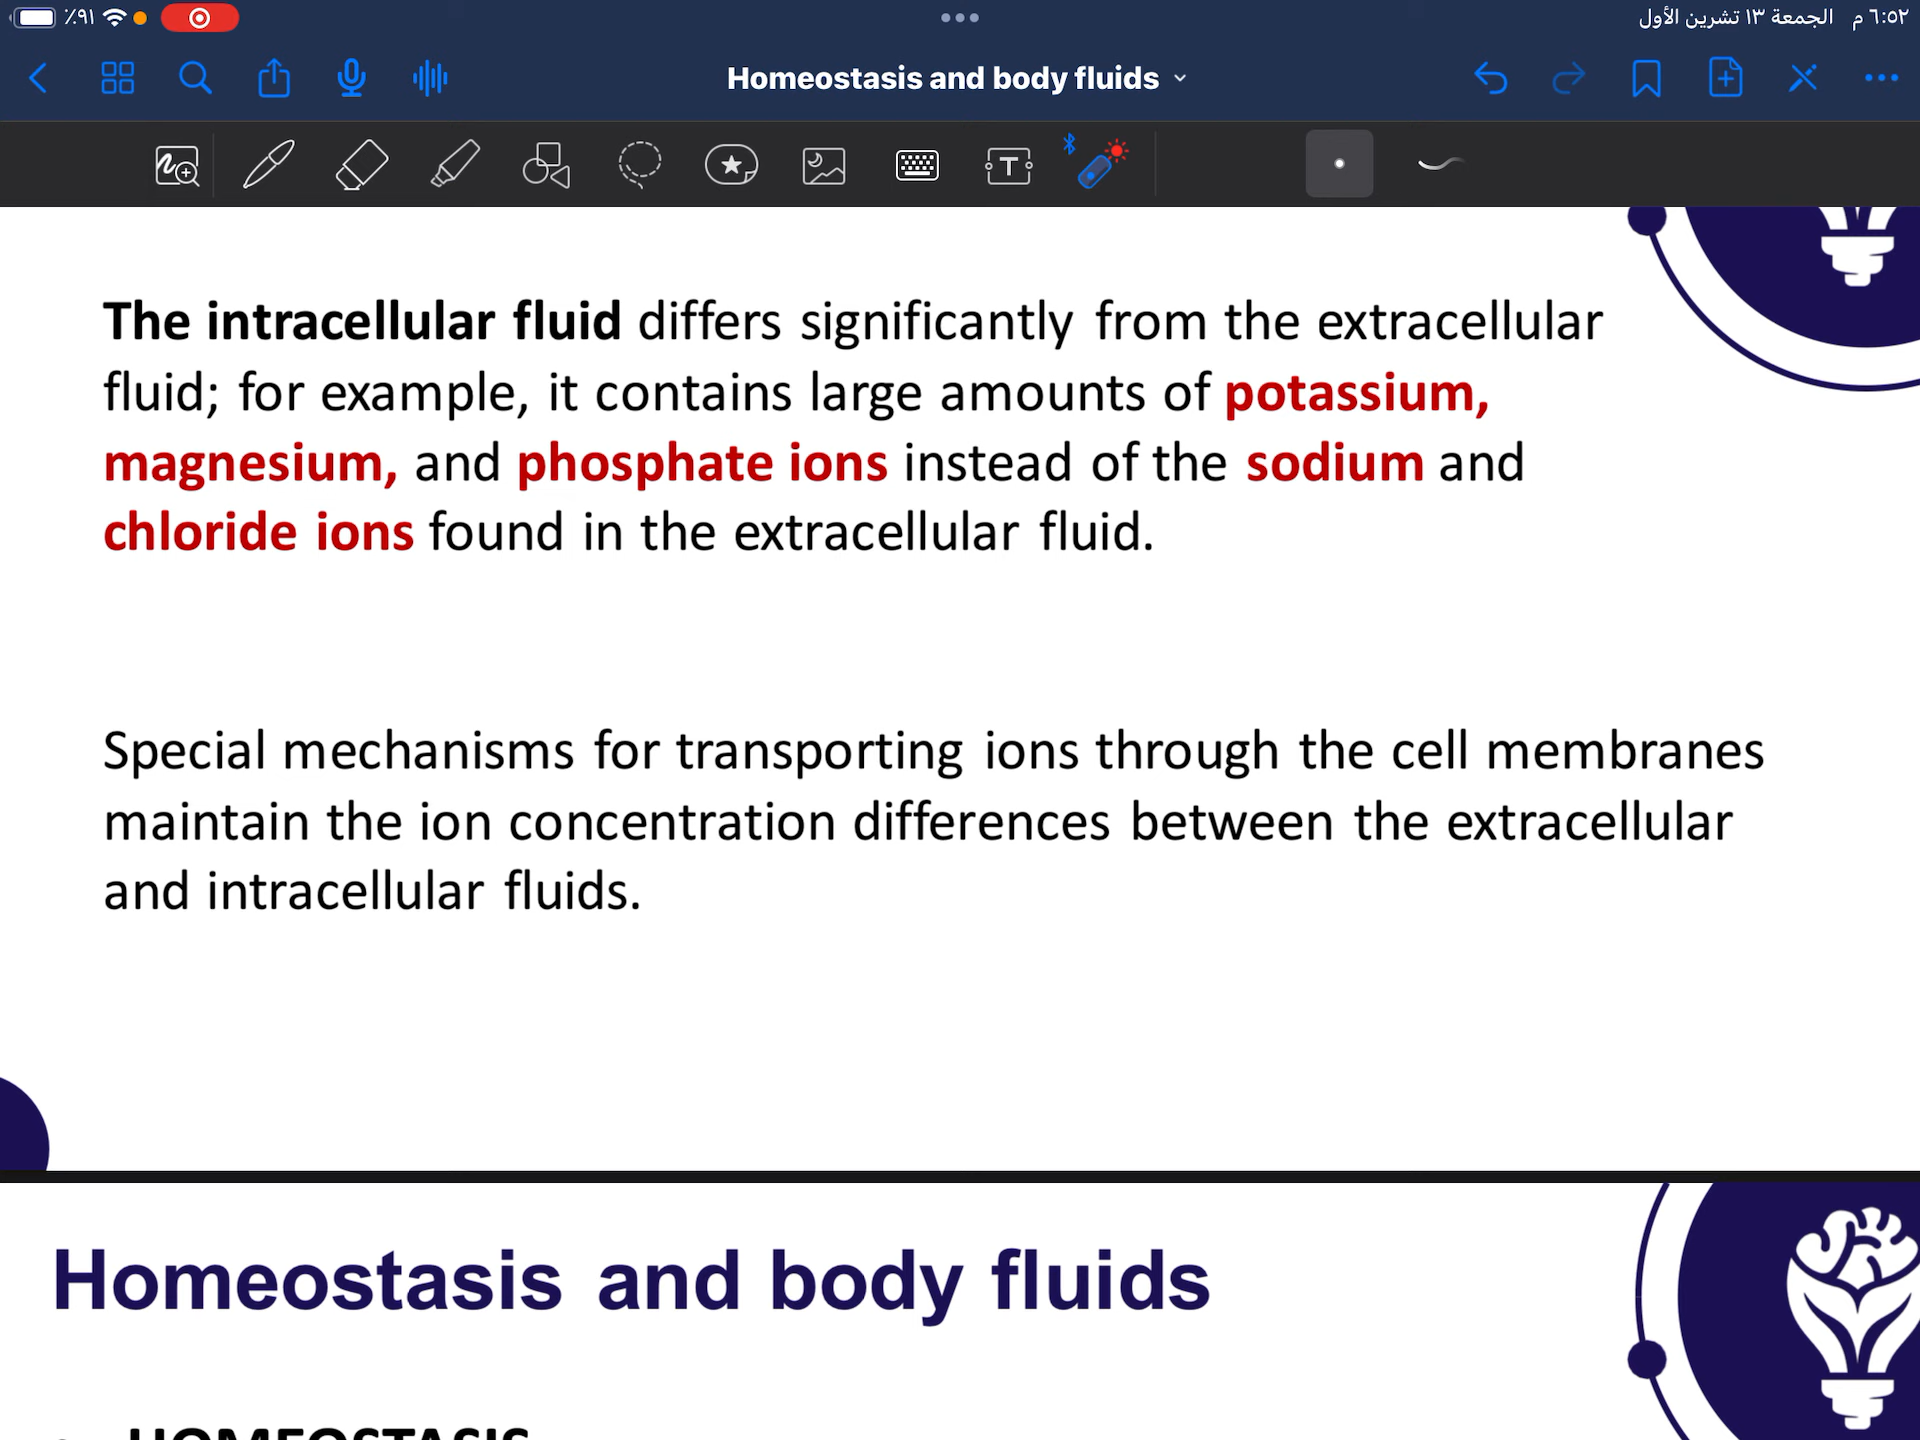 ٪٩١
٦:٥٢ م الجمعة ١٣ تشرين الأول
Homeostasis and body fluids
T
The intracellular fluid differs significantly from the extracellular
fluid; for example, it contains large amounts of potassium,
magnesium, and phosphate ions instead of the sodium and
chloride ions found in the extracellular fluid.
Special mechanisms for transporting ions through the cell membranes
maintain the ion concentration differences between the extracellular
and intracellular fluids.
Homeostasis and body fluids
HOMEOSTASIS